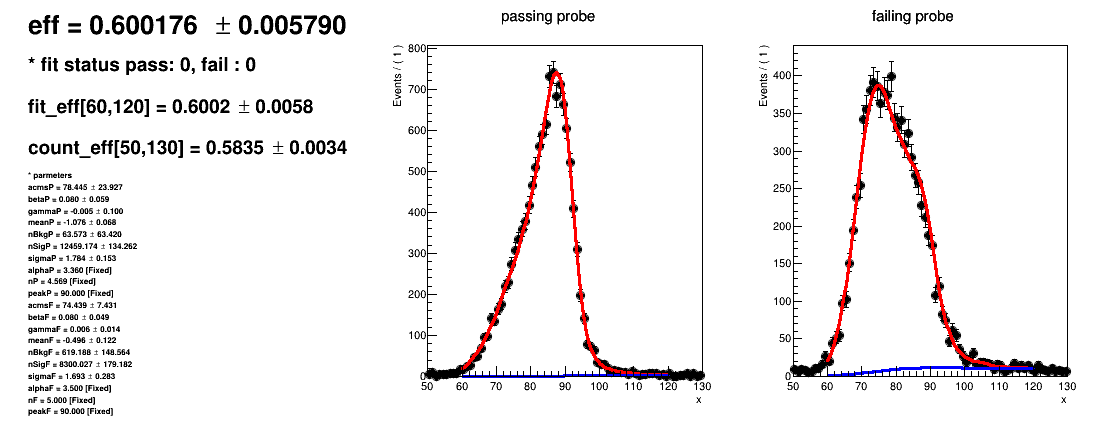 eff = 0.600176 ± 0.005790
* fit status pass: 0, fail : 0
fit_eff[60,120] = 0.6002 ± 0.0058
count_eff[50,130] = 0.5835 ± 0.0034
* parmeters
acmsP = 78.445 ± 23.927
betaP = 0.080 ± 0.059
gammaP = -0.005 ± 0.100
meanP = -1.076 ± 0.068
nBkgP = 63.573 ± 63.420
nSigP = 12459.174 ± 134.262
sigmaP = 1.784 ± 0.153
alphaP = 3.360 [Fixed]
nP = 4.569 [Fixed]
peakP = 90.000 [Fixed]
acmsF = 74.439 ± 7.431
betaF = 0.080 ± 0.049
gammaF = 0.006 ± 0.014
meanF = -0.496 ± 0.122
nBkgF = 619.188 ± 148.564
nSigF = 8300.027 ± 179.182
sigmaF = 1.693 ± 0.283
alphaF = 3.500 [Fixed]
nF = 5.000 [Fixed]
peakF = 90.000 [Fixed]
passing probe
Events / ( 1 )
800
700
600
500
400
300
200
100
0
50 60 70 80 90 100 110 120 130
x
failing probe
Events / ( 1 )
400
350
300
250
200
150
100
50
0
50 60 70 80 90 100 110 120 130
x